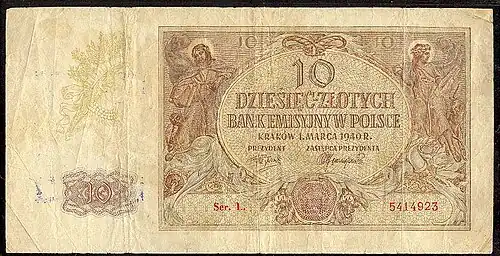 10 10
10
DZIESIĘĆ ZŁOTYCH
BANK EMISYJNY W POLSCE
KRAKÓW 1. MARCA 1940 R.
PREZYDENT ZASTĘPCA PREZYDENTA
Ser. L. 5414923
10